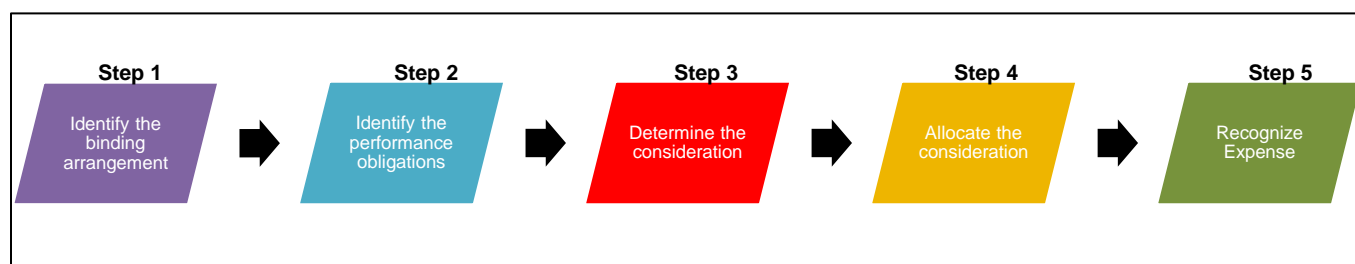 Step 1
Identify the
binding
arrangement
Step 2
Identify the
performance
obligations
Step 3
Determine the
consideration
Step 4
Allocate the
consideration
Step 5
Recognize
Expense